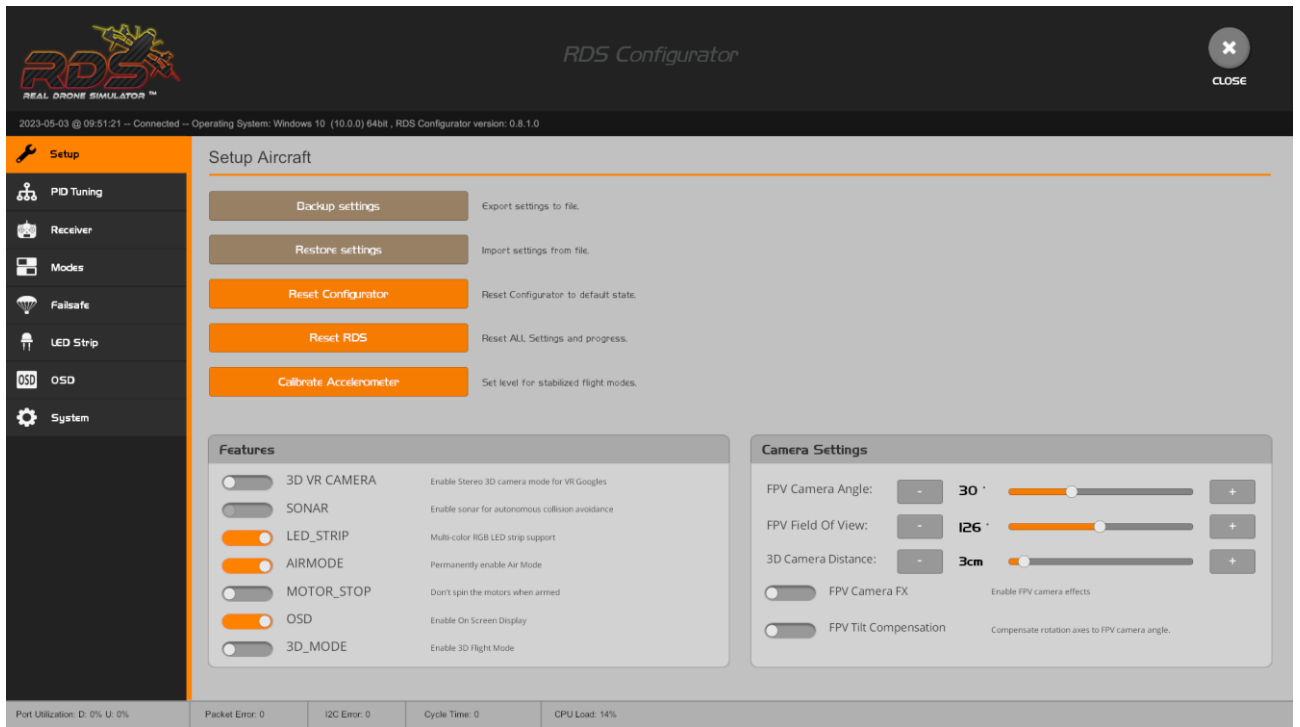 RDS
REAL DRONE SIMULATOR ™
RDS Configurator
CLOSE
2023-05-03 @ 09:51:21 -- Connected -- Operating System: Windows 10 (10.0.0) 64bit , RDS Configurator version: 0.8.1.0
Setup
PID Tuning
Receiver
Modes
Failsafe
LED Strip
OSD OSD
System
Setup Aircraft
Backup settings Export settings to file.
Restore settings Import settings from file.
Reset Configurator Reset Configurator to default state.
Reset RDS Reset ALL Settings and progress.
Calibrate Accelerometer Set level for stabilized flight modes.
Features
3D VR CAMERA Enable Stereo 3D camera mode for VR Googles
SONAR Enable sonar for autonomous collision avoidance
LED_STRIP Multi-color RGB LED strip support
AIRMODE Permanently enable Air Mode
MOTOR_STOP Don't spin the motors when armed
OSD Enable On Screen Display
3D_MODE Enable 3D Flight Mode
Camera Settings
FPV Camera Angle: - 30 ° +
FPV Field Of View: - 126 ° +
3D Camera Distance: - 3cm +
FPV Camera FX Enable FPV camera effects
FPV Tilt Compensation Compensate rotation axes to FPV camera angle.
Port Utilization: D: 0% U: 0% Packet Error: 0 I2C Error: 0 Cycle Time: 0 CPU Load: 14%